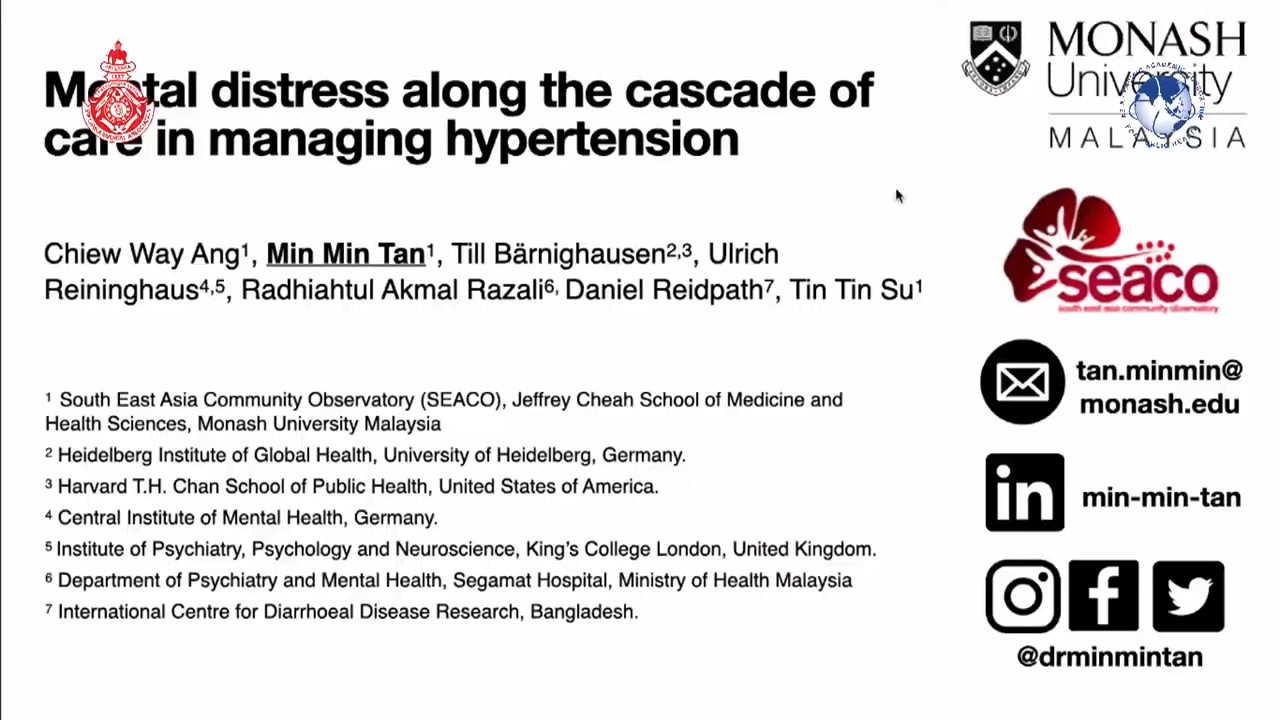 Mental distress along the cascade of
care in managing hypertension
MONASH
University
MALAYSIA
Chiew Way Ang¹, Min Min Tan¹, Till Bärnighausen²,³, Ulrich
Reininghaus⁴,⁵, Radhiahtul Akmal Razali⁶, Daniel Reidpath⁷, Tin Tin Su¹
seaco
south east asia community observatory
tan.minmin@
monash.edu
in
min-min-tan
@drminmintan
¹ South East Asia Community Observatory (SEACO), Jeffrey Cheah School of Medicine and
Health Sciences, Monash University Malaysia
² Heidelberg Institute of Global Health, University of Heidelberg, Germany.
³ Harvard T.H. Chan School of Public Health, United States of America.
⁴ Central Institute of Mental Health, Germany.
⁵ Institute of Psychiatry, Psychology and Neuroscience, King's College London, United Kingdom.
⁶ Department of Psychiatry and Mental Health, Segamat Hospital, Ministry of Health Malaysia
⁷ International Centre for Diarrhoeal Disease Research, Bangladesh.